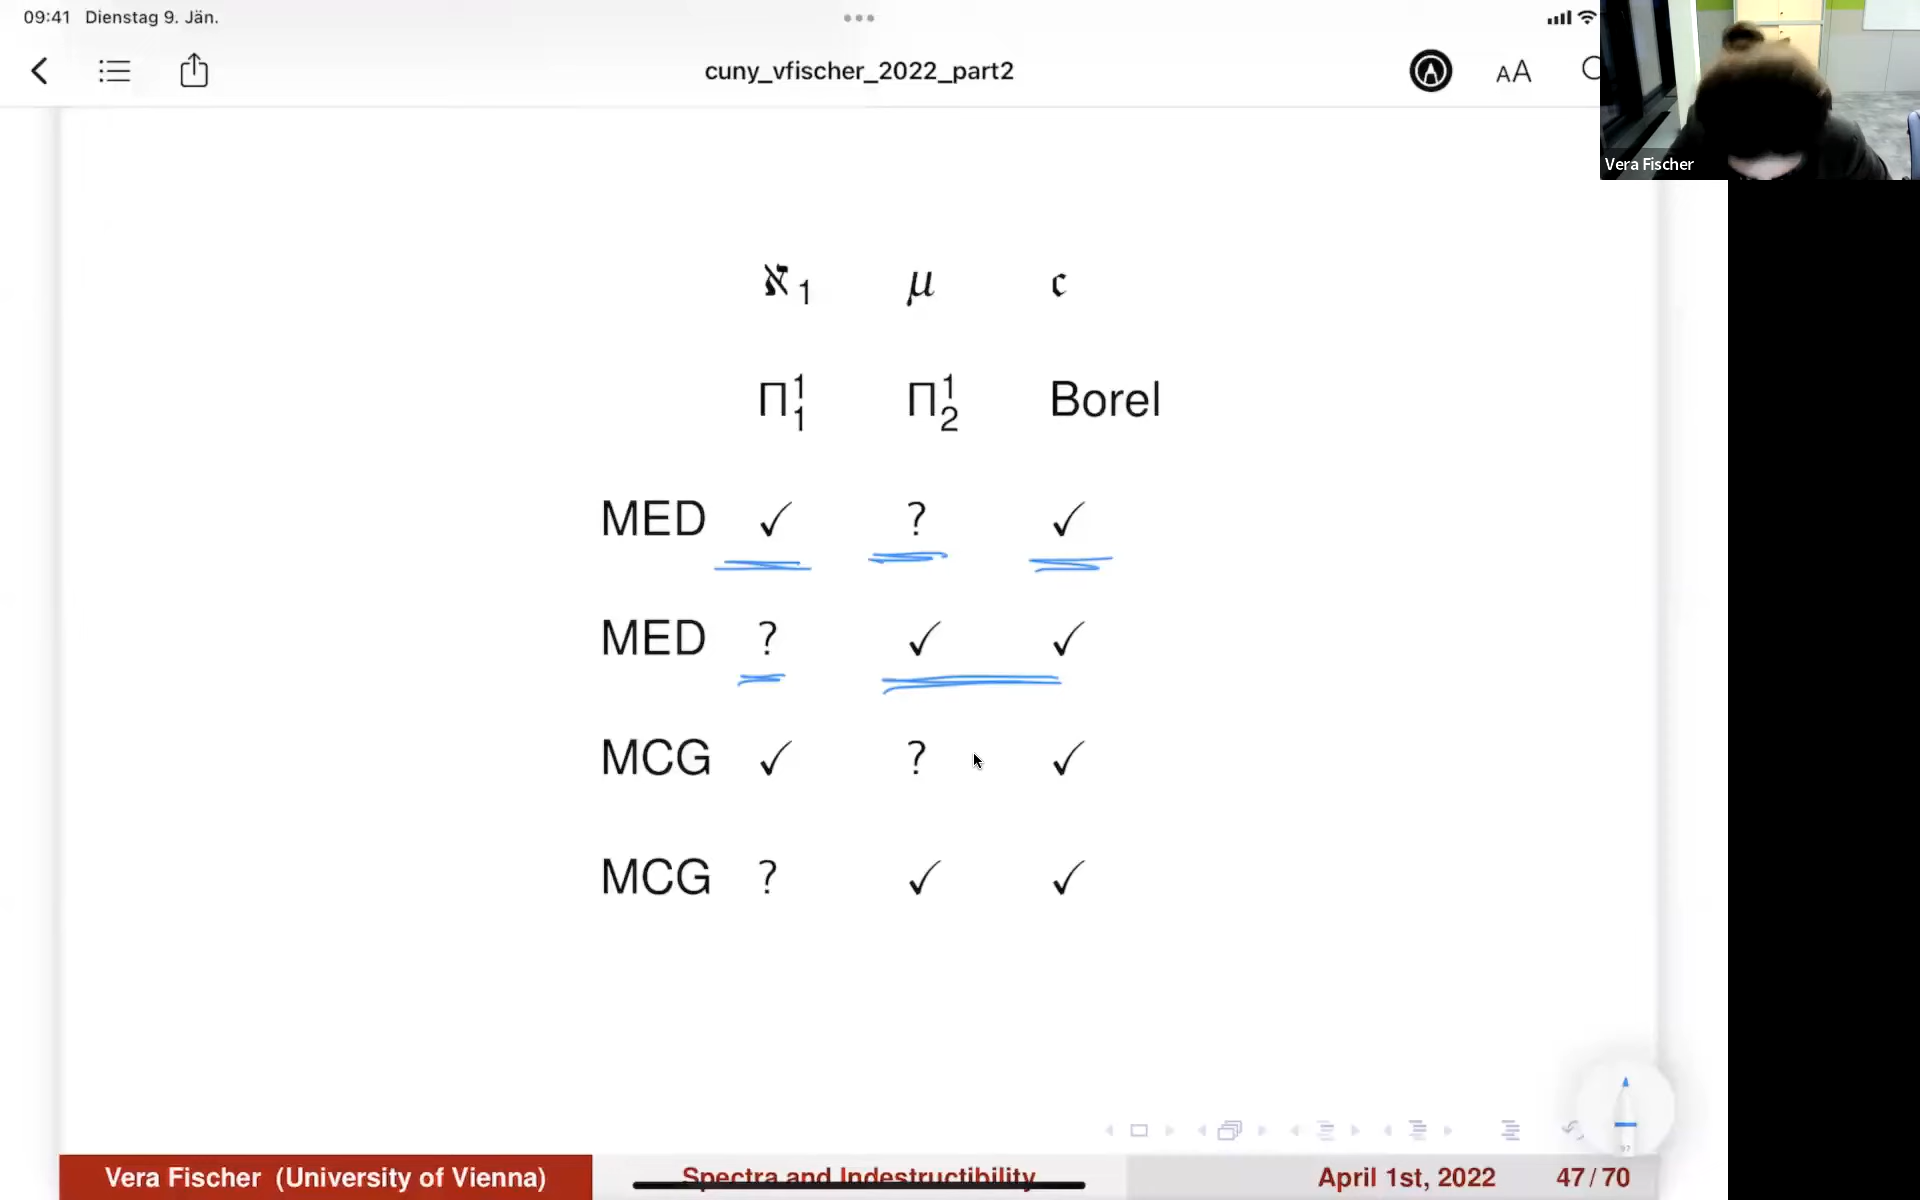 09:41 Dienstag 9. Jän.
cuny_vfischer_2022_part2
AA
Vera Fischer
ℵ₁ μ 𝔠
Π¹₁ Π¹₂ Borel
MED ✓ ? ✓
MED ? ✓ ✓
MCG ✓ ? ✓
MCG ? ✓ ✓
97
Vera Fischer (University of Vienna) Spectra and Indestructibility April 1st, 2022 47/70